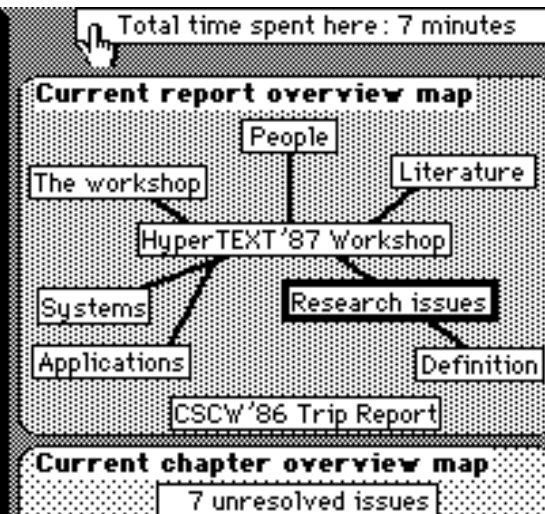 Total time spent here : 7 minutes
Current report overview map
People
The workshop
Literature
HyperTEXT'87 Workshop
Systems
Research issues
Applications
Definition
CSCW'86 Trip Report
Current chapter overview map
7 unresolved issues